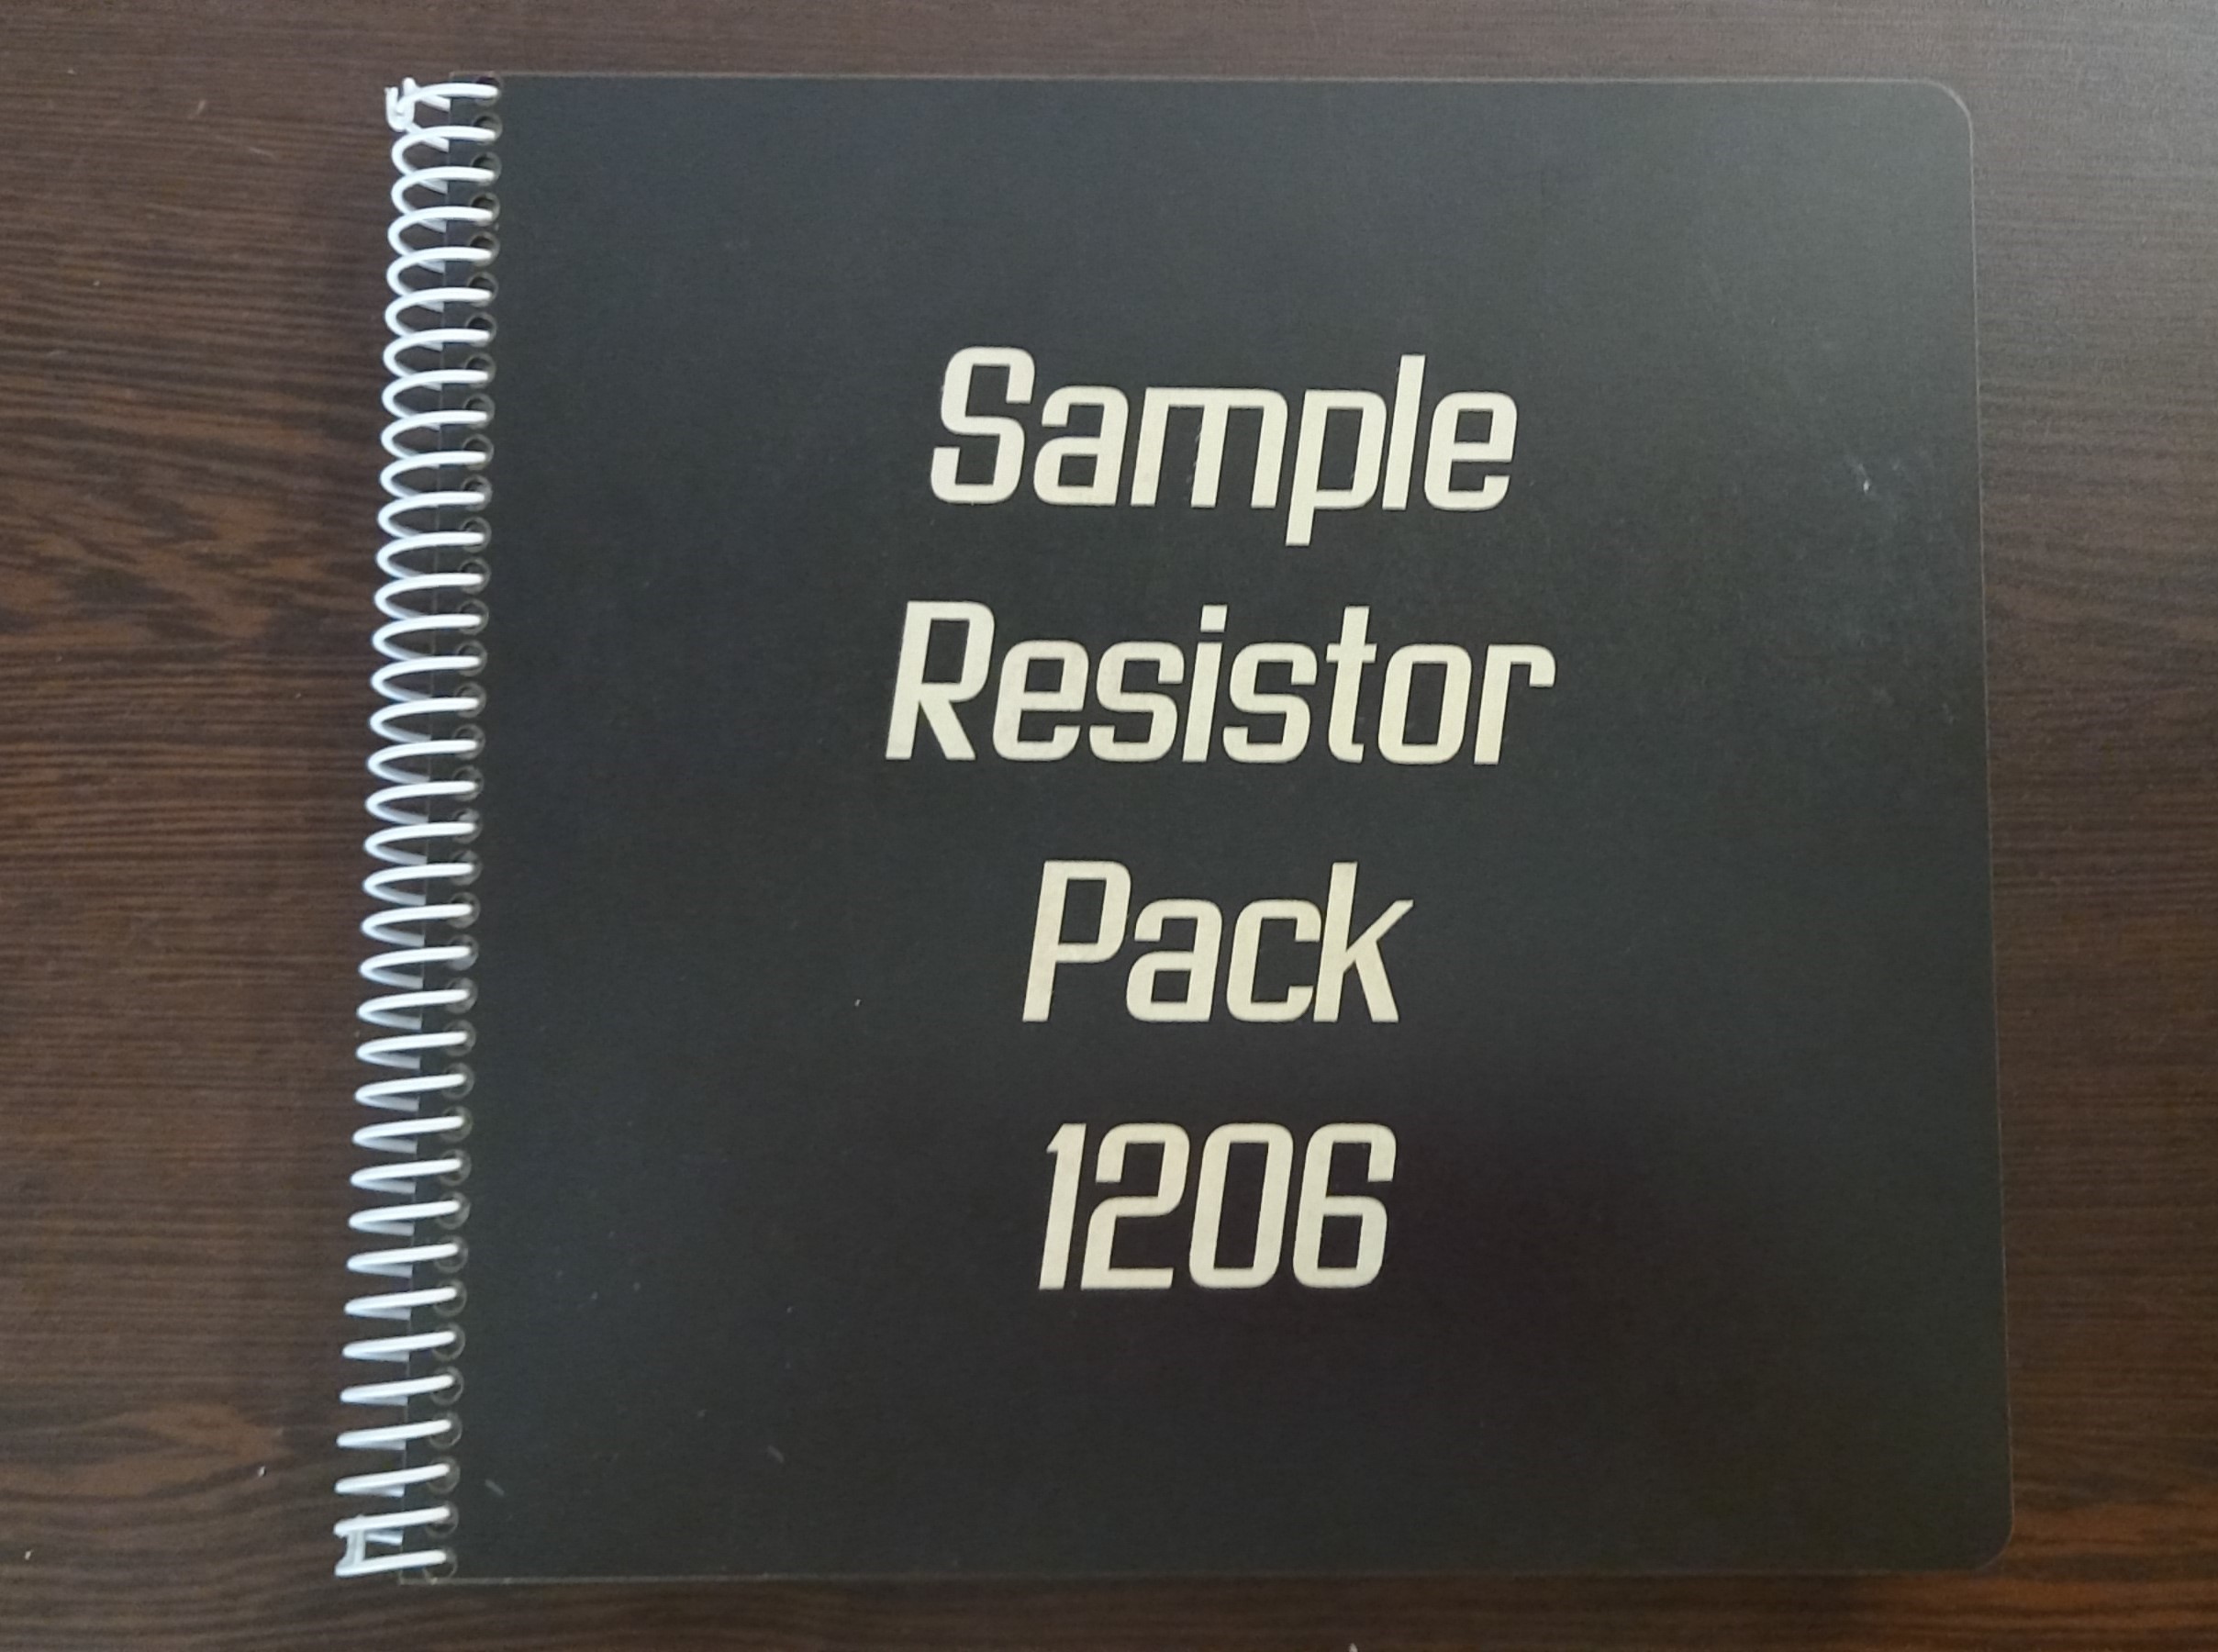 Sample
Resistor
Pack
1206